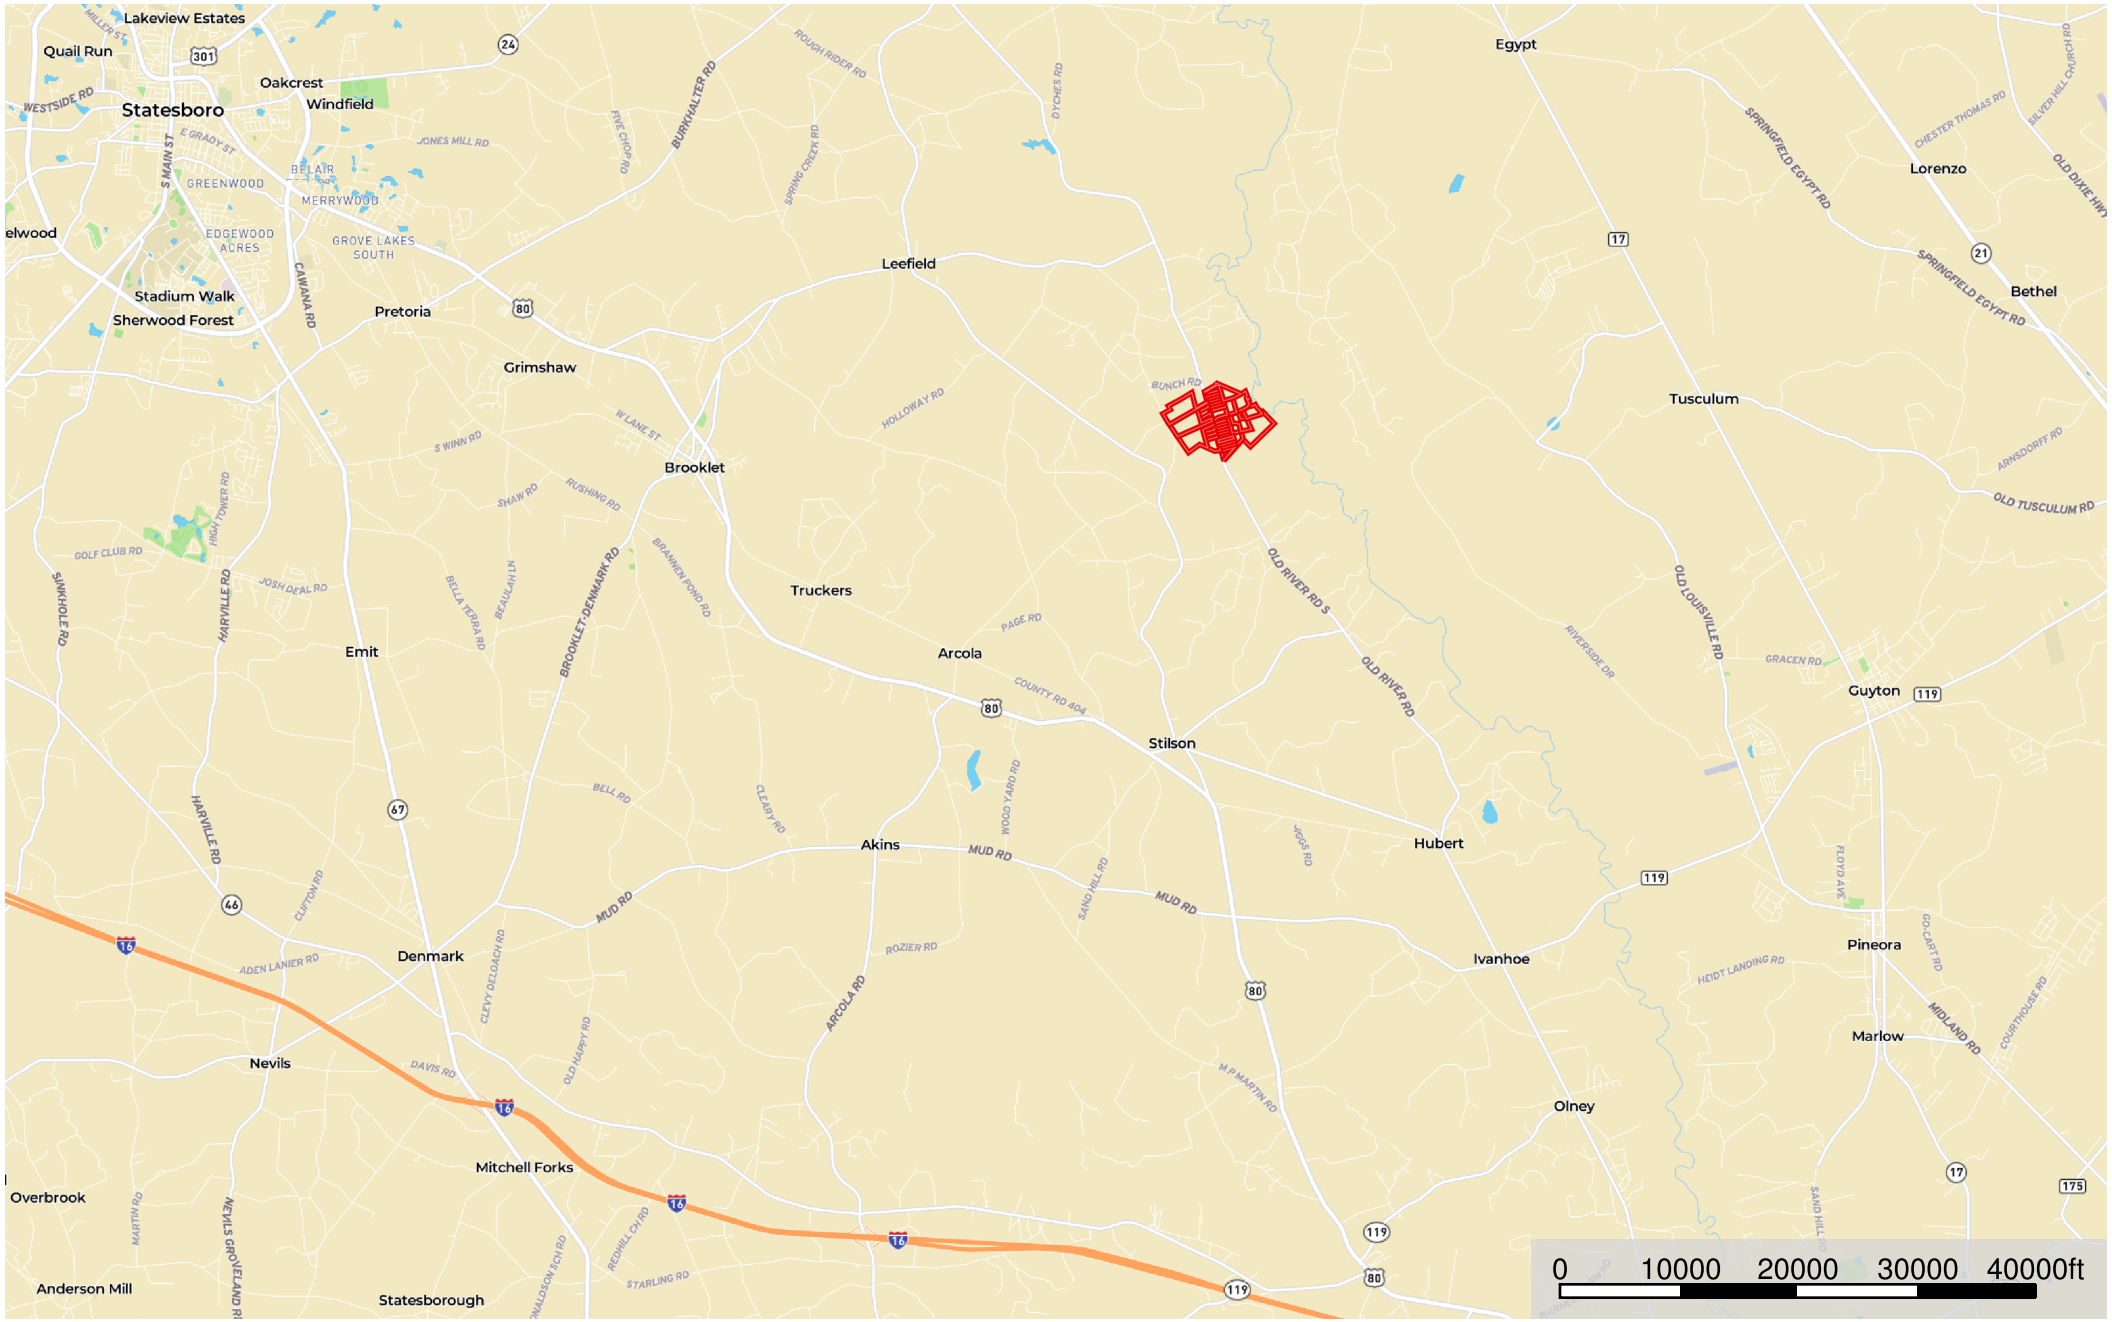 Lakeview Estates
MILLER ST
Quail Run
301
24
ROUGH RIDER RD
Egypt
Oakcrest
Windfield
WESTSIDE RD
Statesboro
BURKHALTER RD
DYCHES RD
SILVER HILL CHURCH RD
CHESTER THOMAS RD
SPRINGFIELD EGYPT RD
E GRADY ST
S MAIN ST
JONES MILL RD
FIVE CHOP RD
SPRING CREEK RD
Lorenzo
OLD DIXIE HWY
BELAIR
GREENWOOD
MERRYWOOD
elwood
EDGEWOOD
ACRES
GROVE LAKES
SOUTH
17
21
Leefield
SPRINGFIELD EGYPT RD
Bethel
CAWANA RD
Stadium Walk
Sherwood Forest
Pretoria
80
Grimshaw
BUNCH RD
Tusculum
HOLLOWAY RD
W LANE ST
S WINN RD
ARNSDORFF RD
Brooklet
SHAW RD
RUSHING RD
OLD TUSCULUM RD
HIGH TOWER RD
GOLF CLUB RD
JOSH DEAL RD
SINKHOLE RD
HARVILLE RD
BELLA TERRA RD
BEAULAH LN
BROOKLET-DENMARK RD
BRANNEN POND RD
Truckers
OLD RIVER RD S
OLD LOUISVILLE RD
PAGE RD
RIVERSIDE DR
Emit
Arcola
GRACEN RD
OLD RIVER RD
COUNTY RD 404
Guyton
119
80
Stilson
67
HARVILLE RD
BELL RD
CLEARY RD
WOOD YARD RD
JIGGS RD
Akins
MUD RD
Hubert
FLOYD AVE
119
SAND HILL RD
46
CLIFTON RD
MUD RD
MUD RD
GO-CART RD
16
ROZIER RD
Pineora
Denmark
ADEN LANIER RD
CLEVY DELOACH RD
Ivanhoe
HEIDT LANDING RD
80
ARCOLA RD
MIDLAND RD
COURTHOUSE RD
Marlow
Nevils
DAVIS RD
OLD HAPPY RD
M P MARTIN RD
16
Olney
Mitchell Forks
17
175
Overbrook
MARTIN RD
NEVILS GROVELAND RD
16
REDHILL CH RD
SAND HILL RD
119
16
ONALDSON SCH RD
STARLING RD
80
119
Anderson Mill
Statesborough
0 10000 20000 30000 40000ft